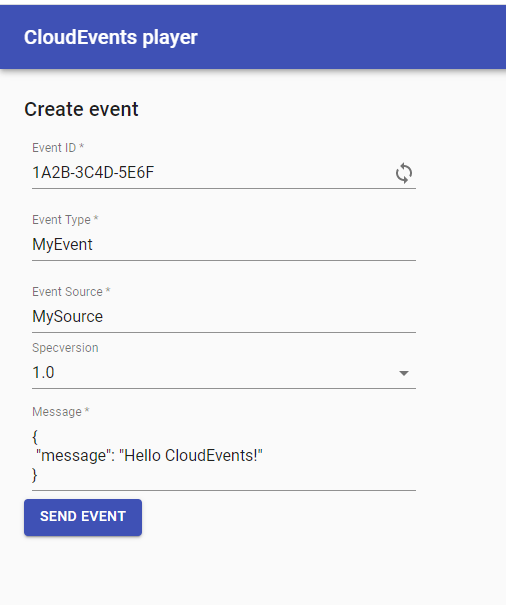 CloudEvents player
Create event
Event ID *
1A2B-3C4D-5E6F
Event Type *
MyEvent
Event Source *
MySource
Specversion
1.0
Message *
{
"message": "Hello CloudEvents!"
}
SEND EVENT